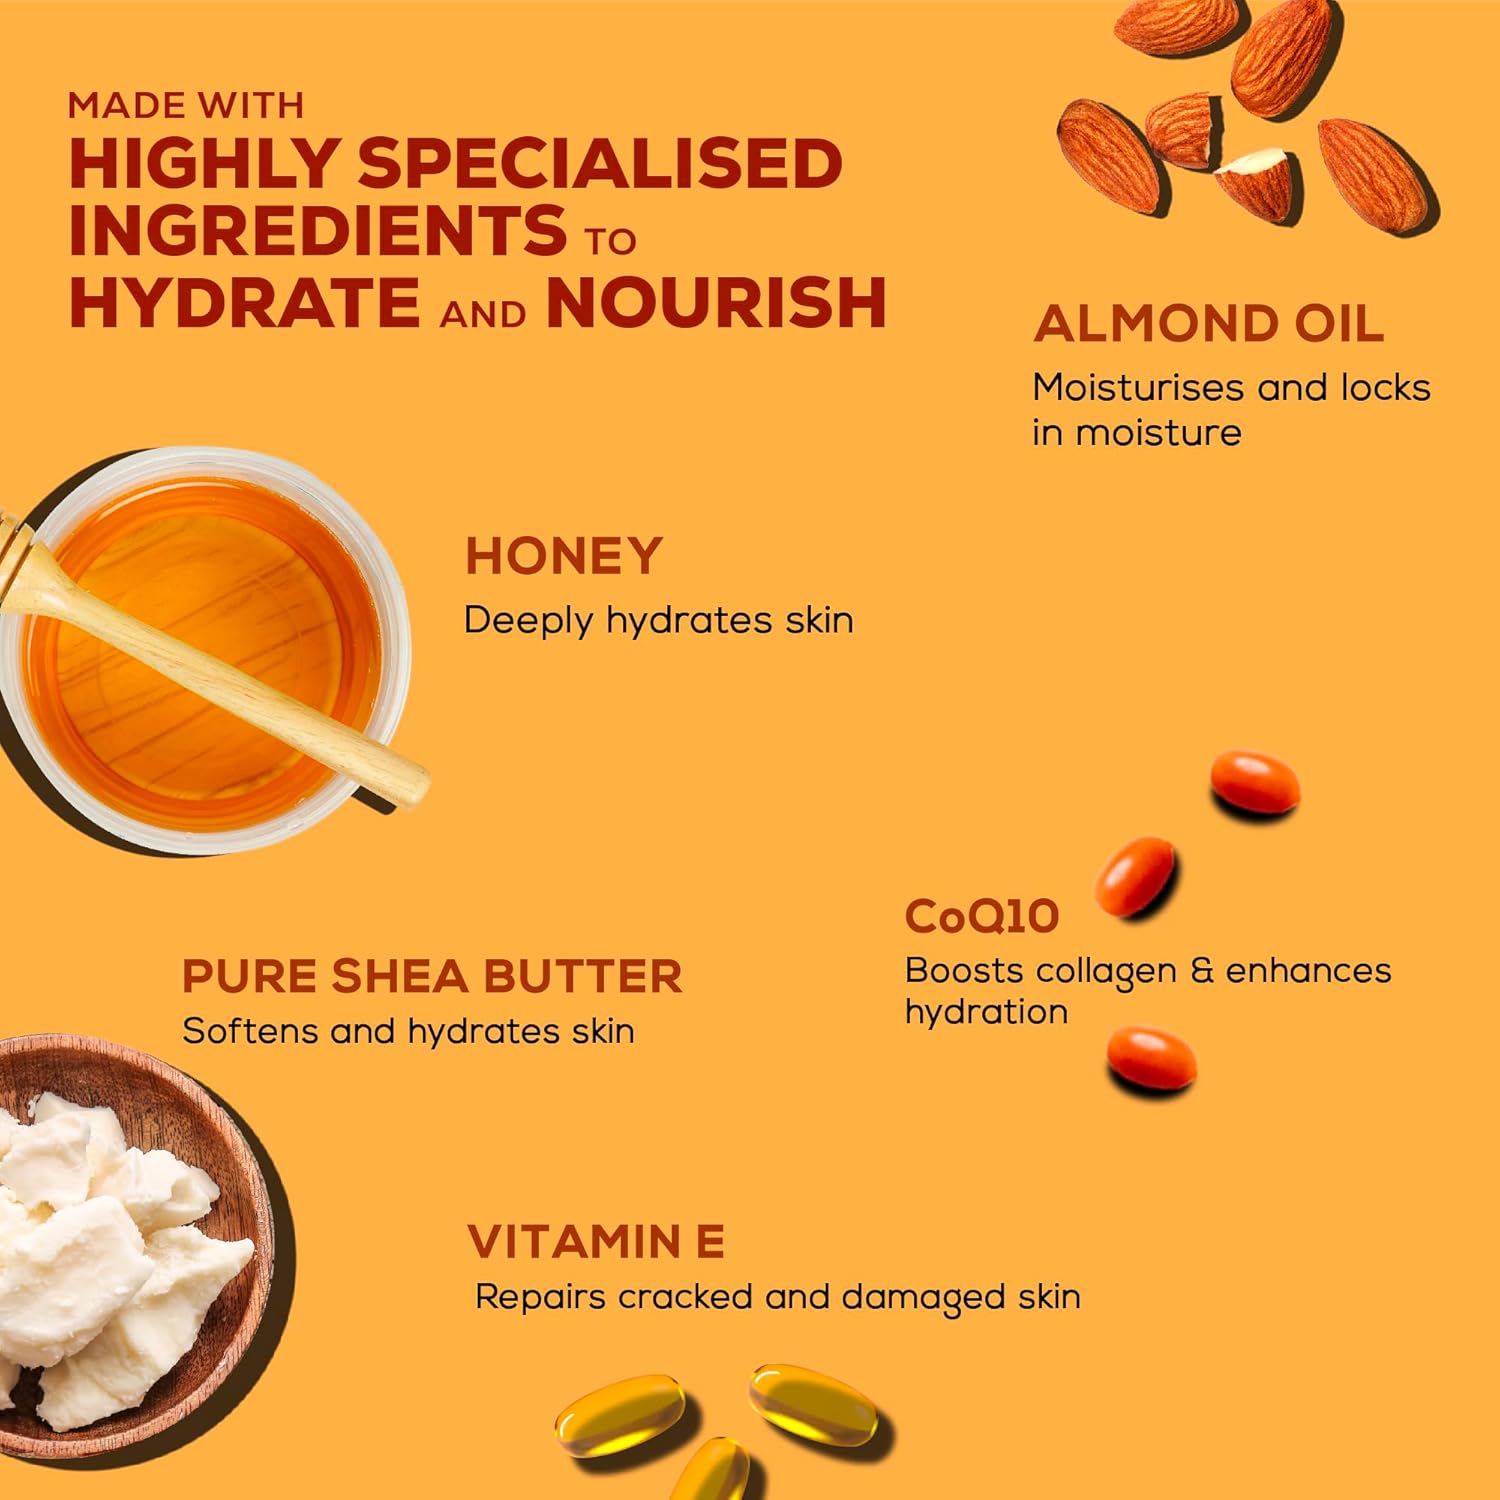 MADE WITH
HIGHLY SPECIALISED
INGREDIENTS TO
HYDRATE AND NOURISH
ALMOND OIL
Moisturises and locks
in moisture
HONEY
Deeply hydrates skin
CoQ10
Boosts collagen & enhances
hydration
PURE SHEA BUTTER
Softens and hydrates skin
VITAMIN E
Repairs cracked and damaged skin